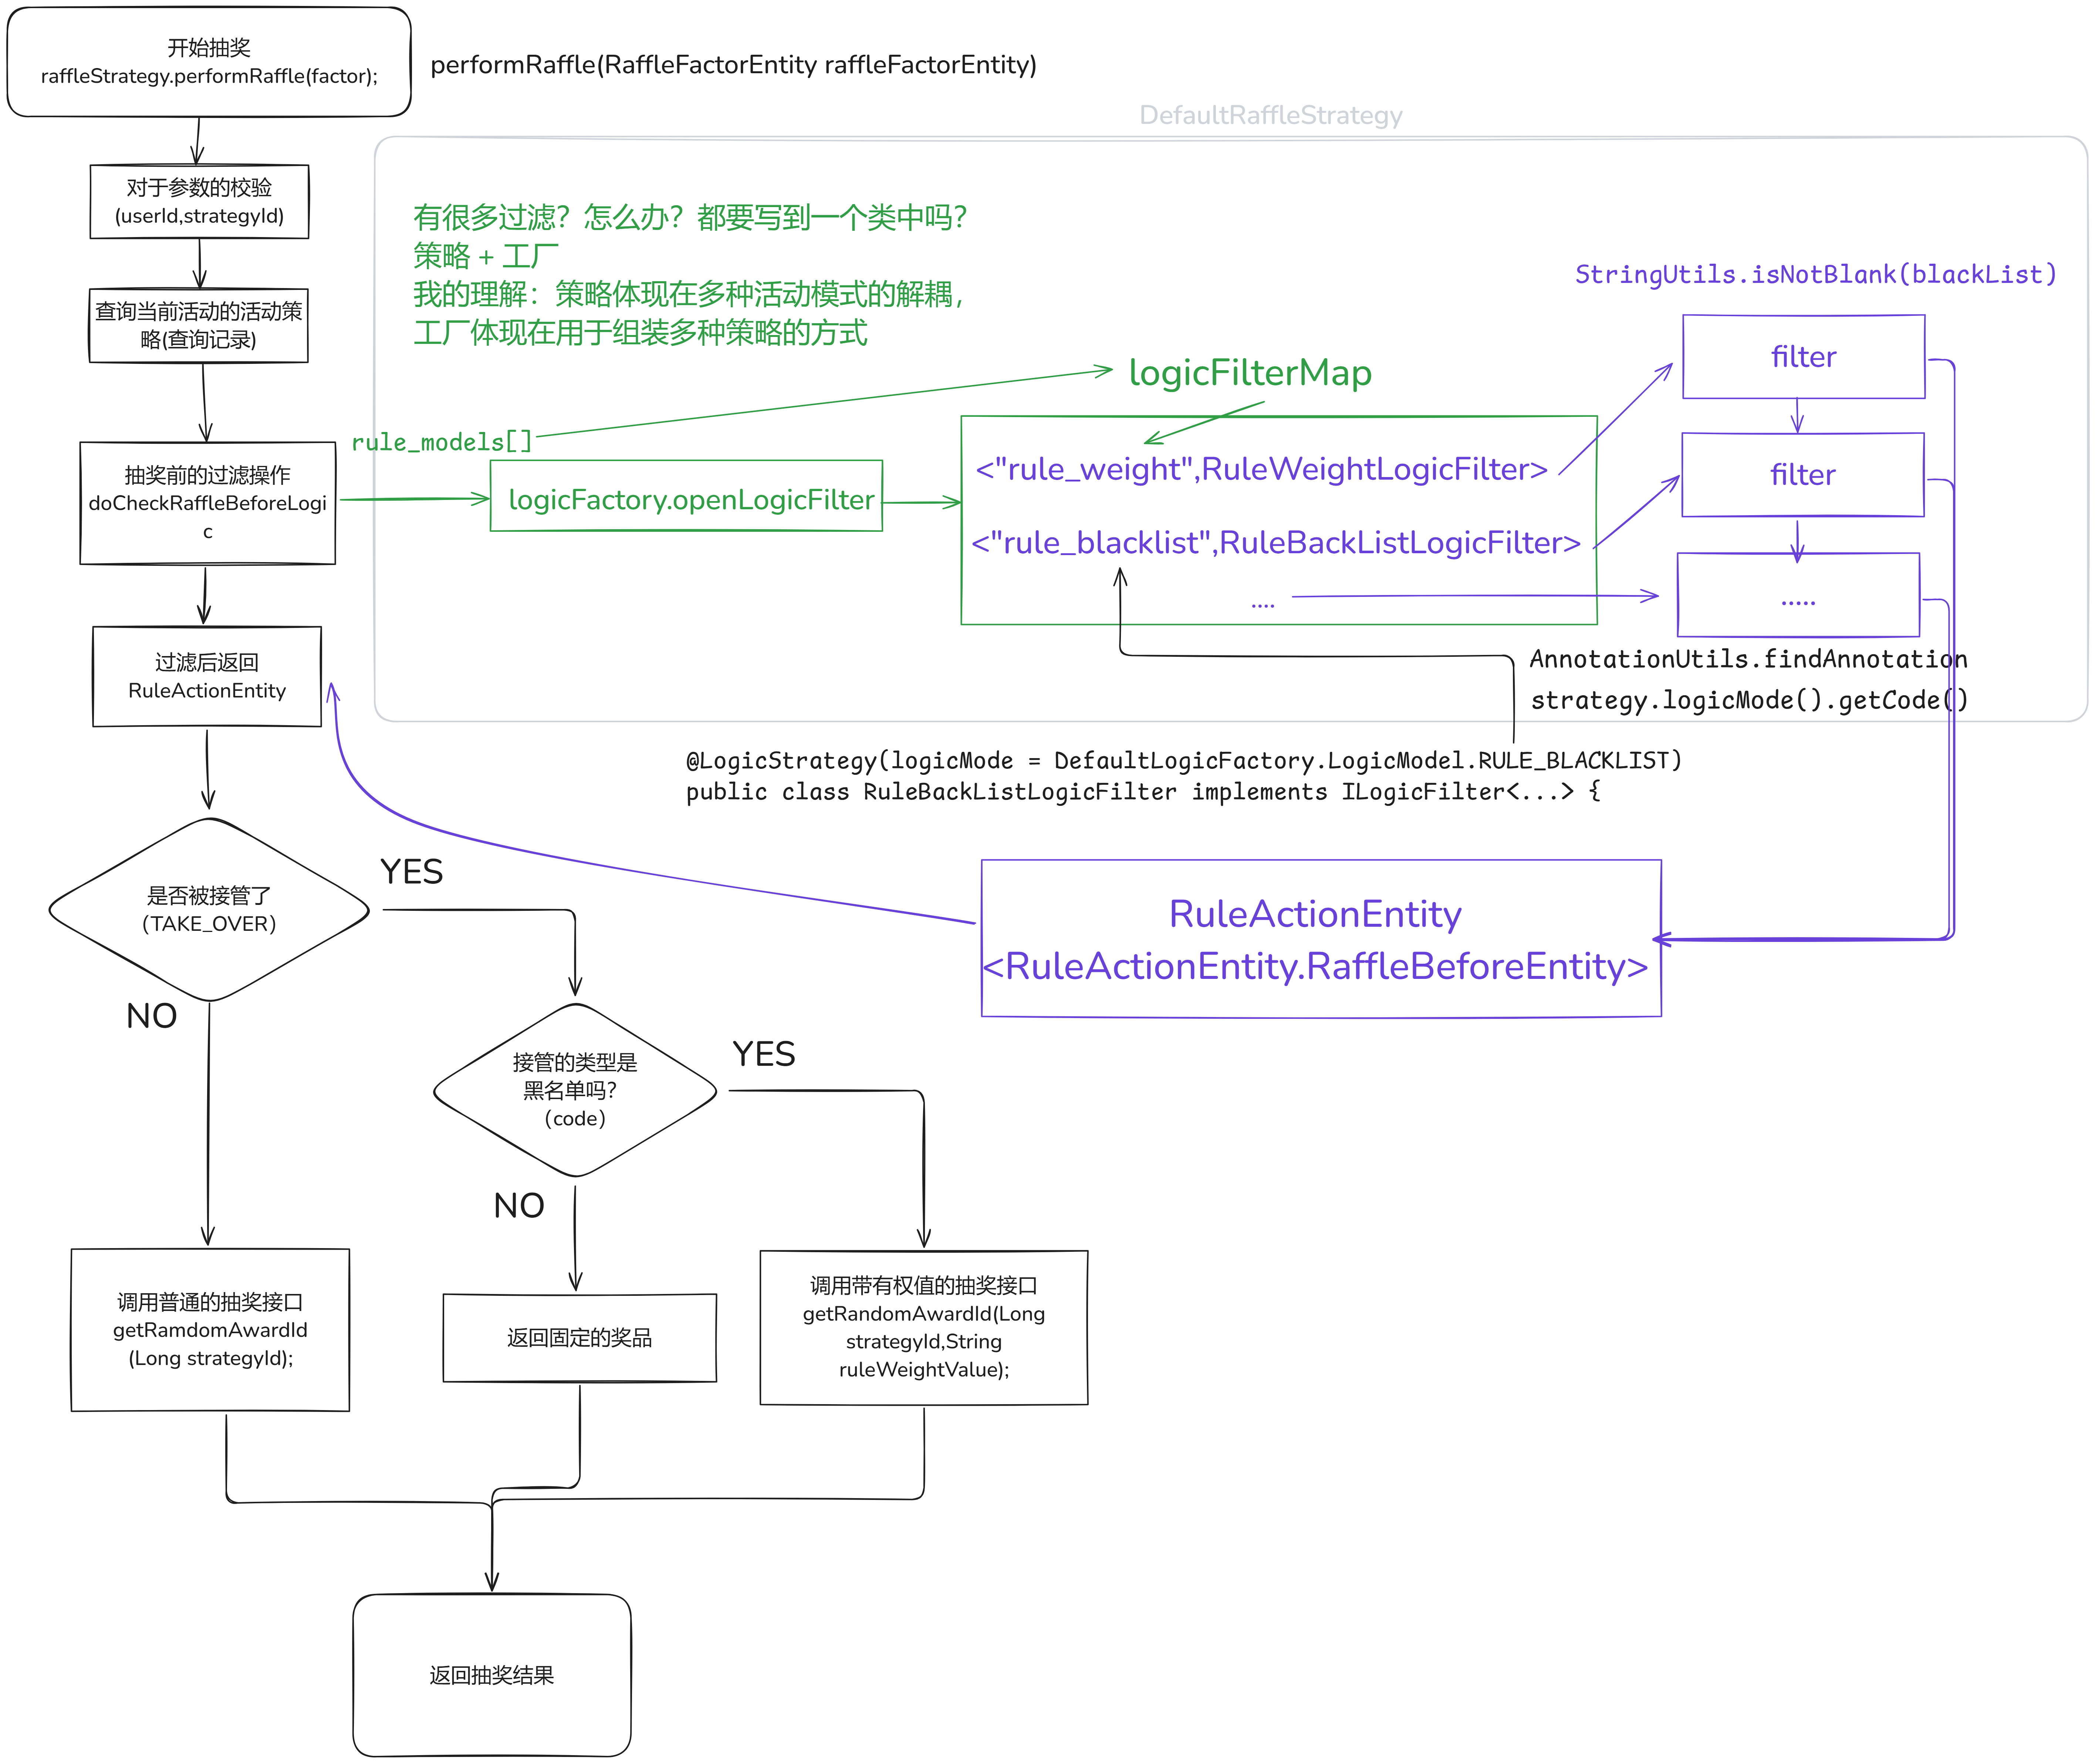 开始抽奖
raffleStrategy.performRaffle(factor);
performRaffle(RaffleFactorEntity raffleFactorEntity)
DefaultRaffleStrategy
对于参数的校验
(userId,strategyId)
查询当前活动的活动策
略(查询记录)
有很多过滤？怎么办？都要写到一个类中吗？
策略 + 工厂
我的理解：策略体现在多种活动模式的解耦，
工厂体现在用于组装多种策略的方式
StringUtils.isNotBlank(blackList)
logicFilterMap
rule_models[]
抽奖前的过滤操作
doCheckRaffleBeforeLogi
c
logicFactory.openLogicFilter
<"rule_weight",RuleWeightLogicFilter>
<"rule_blacklist",RuleBackListLogicFilter>
....
filter
filter
.....
AnnotationUtils.findAnnotation
strategy.logicMode().getCode()
过滤后返回
RuleActionEntity
@LogicStrategy(logicMode = DefaultLogicFactory.LogicModel.RULE_BLACKLIST)
public class RuleBackListLogicFilter implements ILogicFilter<...> {
RuleActionEntity
<RuleActionEntity.RaffleBeforeEntity>
是否被接管了
（TAKE_OVER）
YES
NO
接管的类型是
黑名单吗？
（code）
YES
NO
调用普通的抽奖接口
getRamdomAwardId
(Long strategyId);
返回固定的奖品
调用带有权值的抽奖接口
getRandomAwardId(Long
strategyId,String
ruleWeightValue);
返回抽奖结果